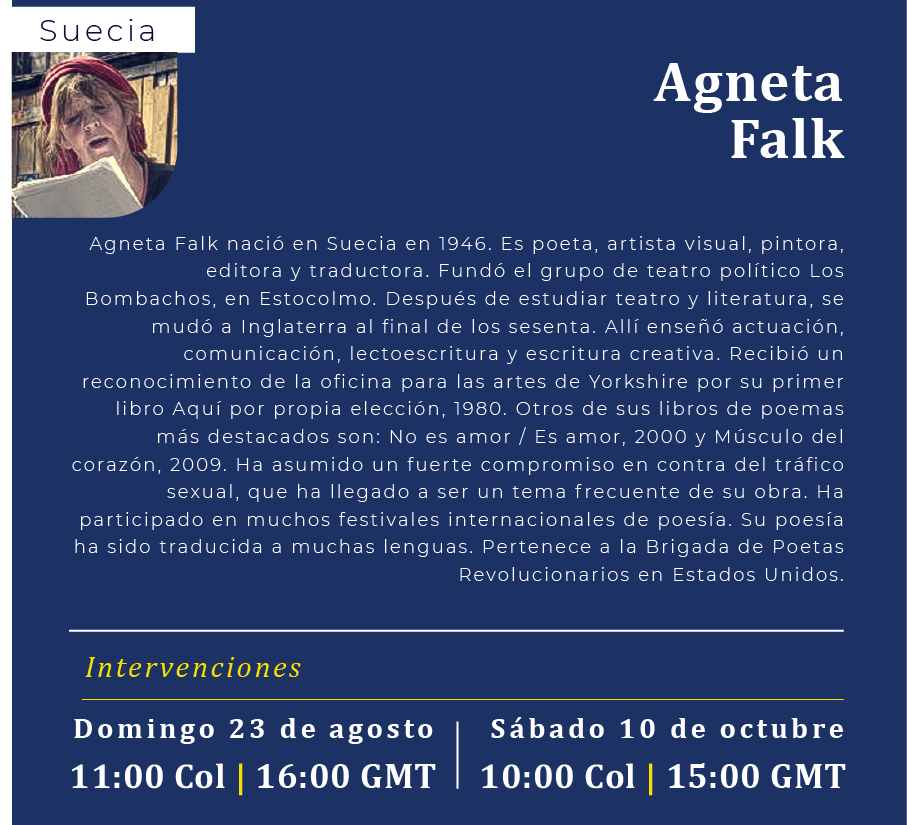 Suecia
Agneta
Falk
Agneta Falk nació en Suecia en 1946. Es poeta, artista visual, pintora,
editora y traductora. Fundó el grupo de teatro político Los
Bombachos, en Estocolmo. Después de estudiar teatro y literatura, se
mudó a Inglaterra al final de los sesenta. Allí enseñó actuación,
comunicación, lectoescritura y escritura creativa. Recibió un
reconocimiento de la oficina para las artes de Yorkshire por su primer
libro Aquí por propia elección, 1980. Otros de sus libros de poemas
más destacados son: No es amor / Es amor, 2000 y Músculo del
corazón, 2009. Ha asumido un fuerte compromiso en contra del tráfico
sexual, que ha llegado a ser un tema frecuente de su obra. Ha
participado en muchos festivales internacionales de poesía. Su poesía
ha sido traducida a muchas lenguas. Pertenece a la Brigada de Poetas
Revolucionarios en Estados Unidos.
Intervenciones
Domingo 23 de agosto
11:00 Col | 16:00 GMT
Sábado 10 de octubre
10:00 Col | 15:00 GMT